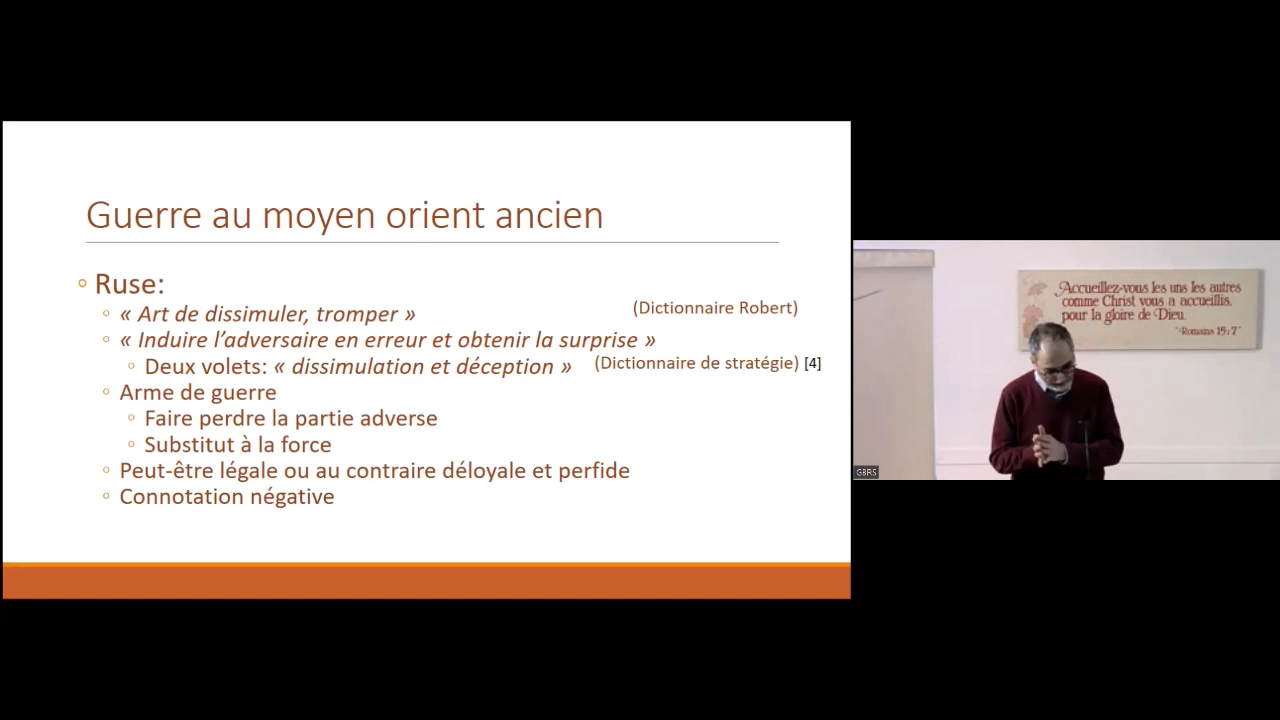 Guerre au moyen orient ancien
Ruse:
« Art de dissimuler, tromper »
(Dictionnaire Robert)
« Induire l’adversaire en erreur et obtenir la surprise »
Deux volets: « dissimulation et déception »
(Dictionnaire de stratégie) [4]
Arme de guerre
Faire perdre la partie adverse
Substitut à la force
Peut-être légale ou au contraire déloyale et perfide
Connotation négative
Accueillez-vous les uns les autres
comme Christ vous a accueillis,
pour la gloire de Dieu.
"Romains 15:7"
GBRS